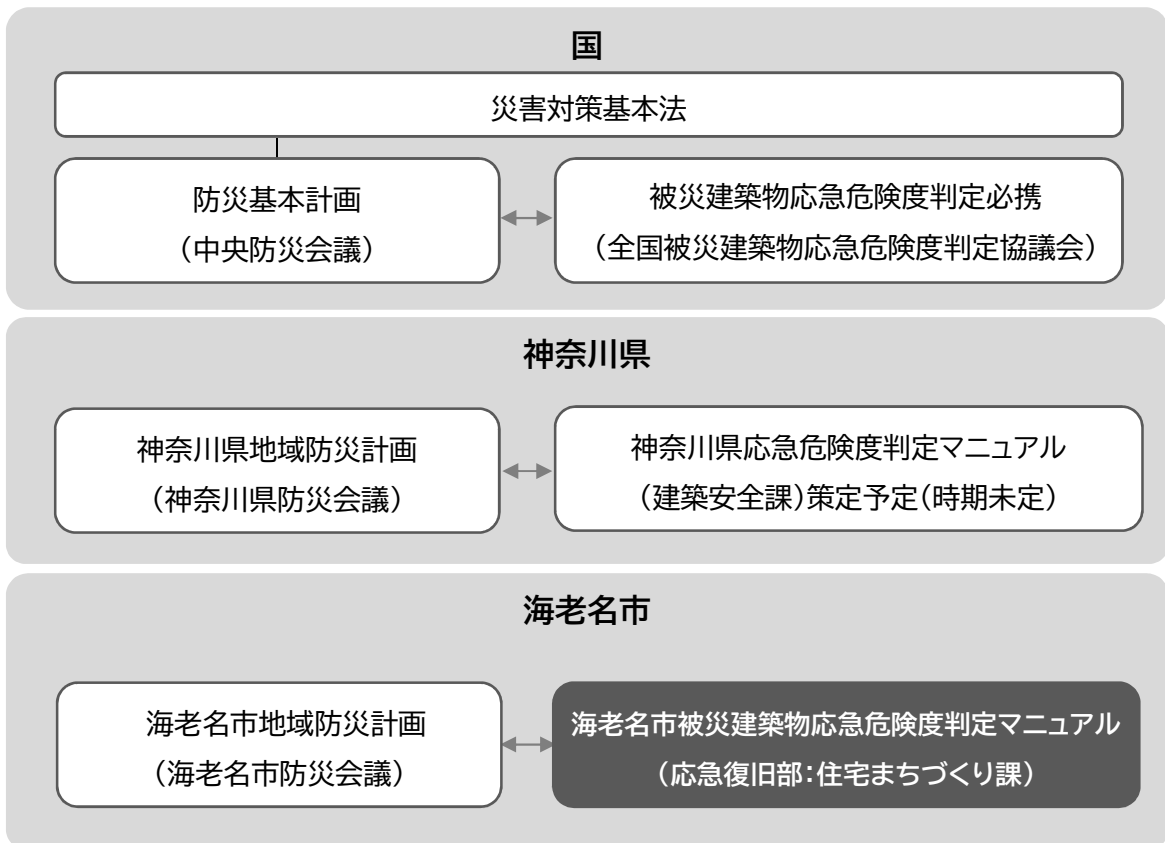 国
災害対策基本法
防災基本計画
（中央防災会議）
被災建築物応急危険度判定必携
（全国被災建築物応急危険度判定協議会）
神奈川県
神奈川県地域防災計画
（神奈川県防災会議）
神奈川県応急危険度判定マニュアル
（建築安全課）策定予定（時期未定）
海老名市
海老名市地域防災計画
（海老名市防災会議）
海老名市被災建築物応急危険度判定マニュアル
（応急復旧部：住宅まちづくり課）